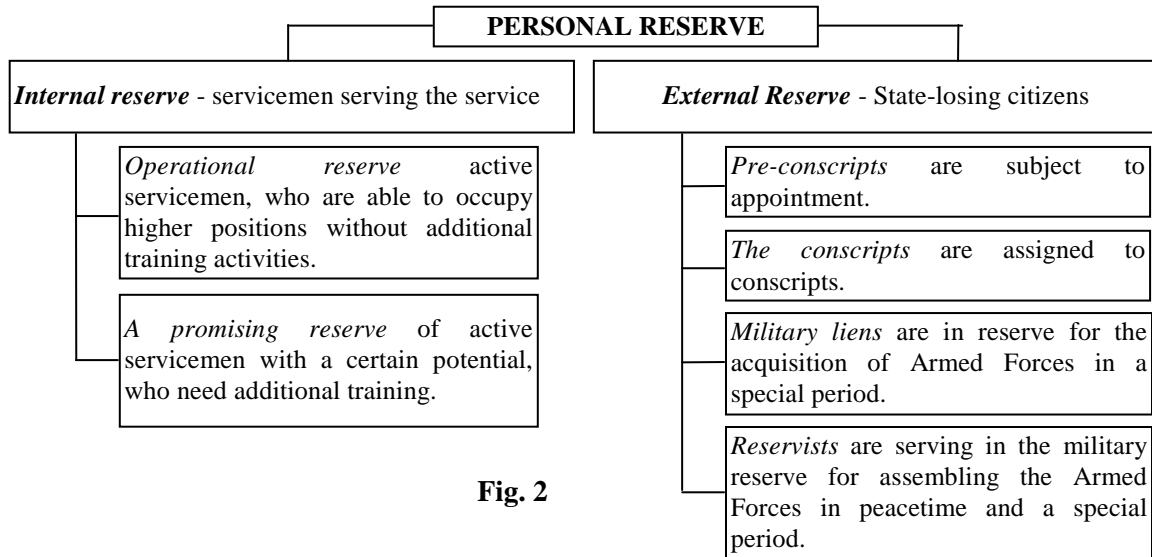 PERSONAL RESERVE
Internal reserve - servicemen serving the service
Operational reserve active
servicemen, who are able to occupy
higher positions without additional
training activities.
A promising reserve of active
servicemen with a certain potential,
who need additional training.
External Reserve - State-losing citizens
Pre-conscripts are subject to
appointment.
The conscripts are assigned to
conscripts.
Military liens are in reserve for the
acquisition of Armed Forces in a
special period.
Reservists are serving in the military
reserve for assembling the Armed
Forces in peacetime and a special
period.
Fig. 2